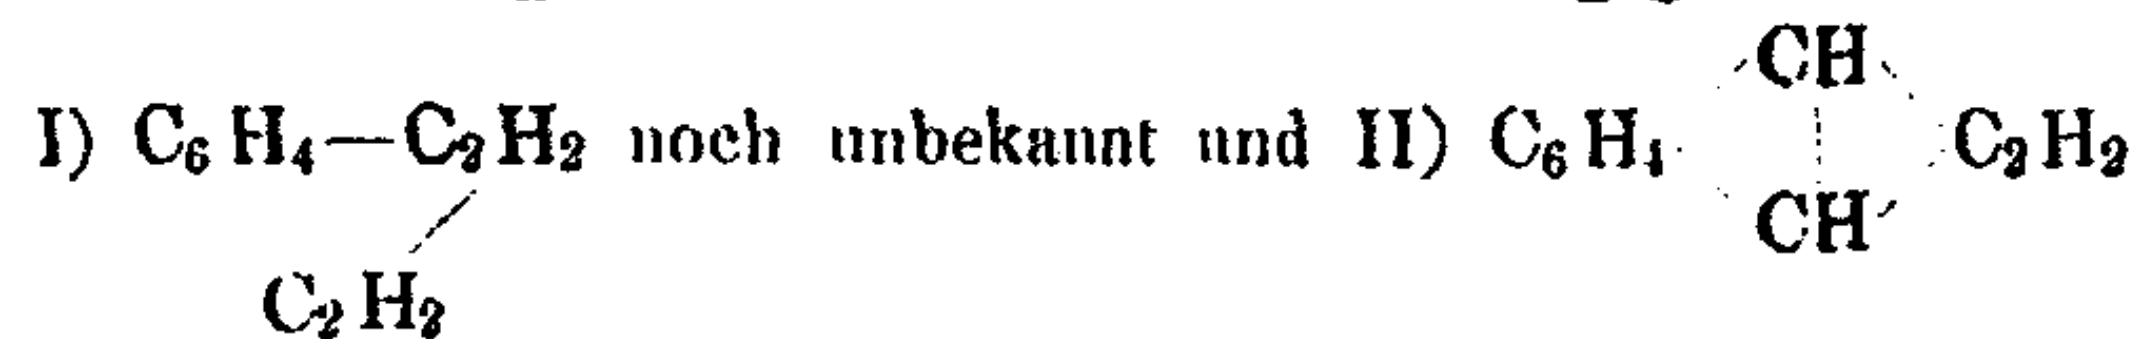 CH
I) C₆H₄—C₂H₂ noch unbekannt und II) C₆H₄ C₂H₂
CH
C₂H₂